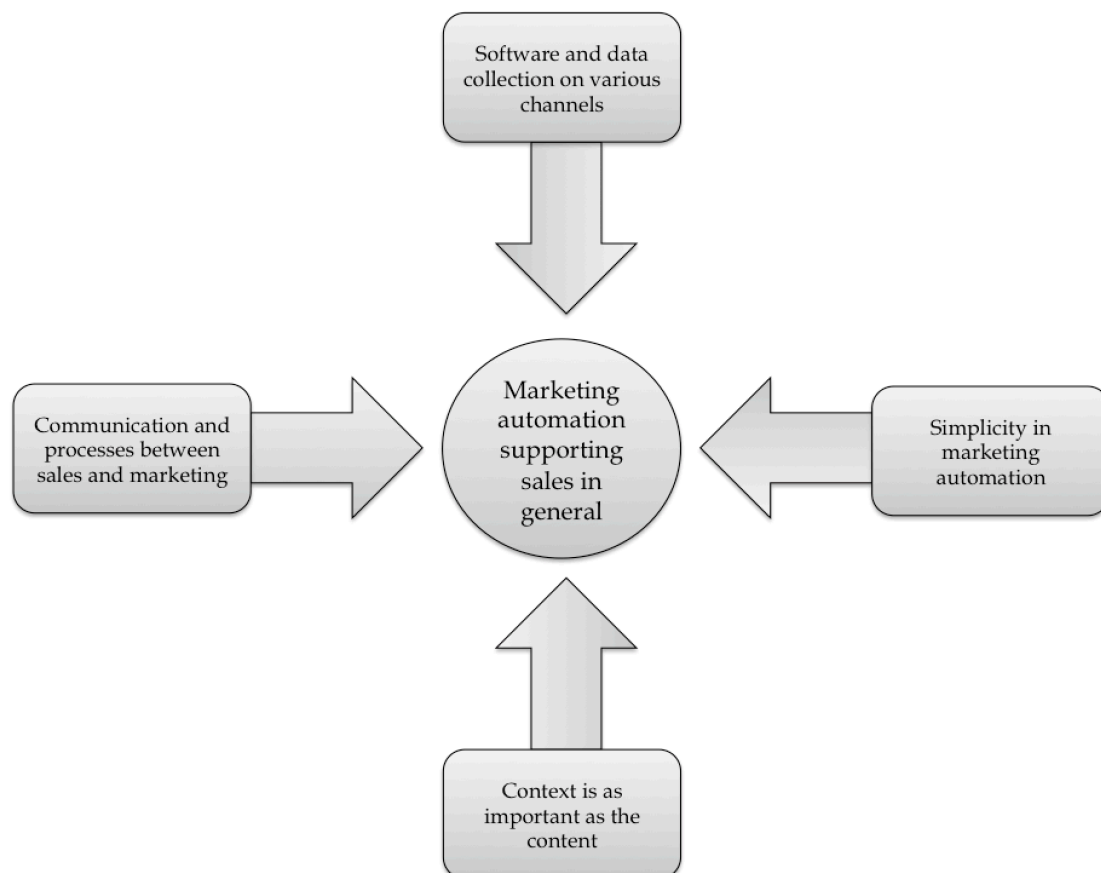 Software and data
collection on various
channels
Communication and
processes between
sales and marketing
Marketing
automation
supporting
sales in
general
Simplicity in
marketing
automation
Context is as
important as the
content